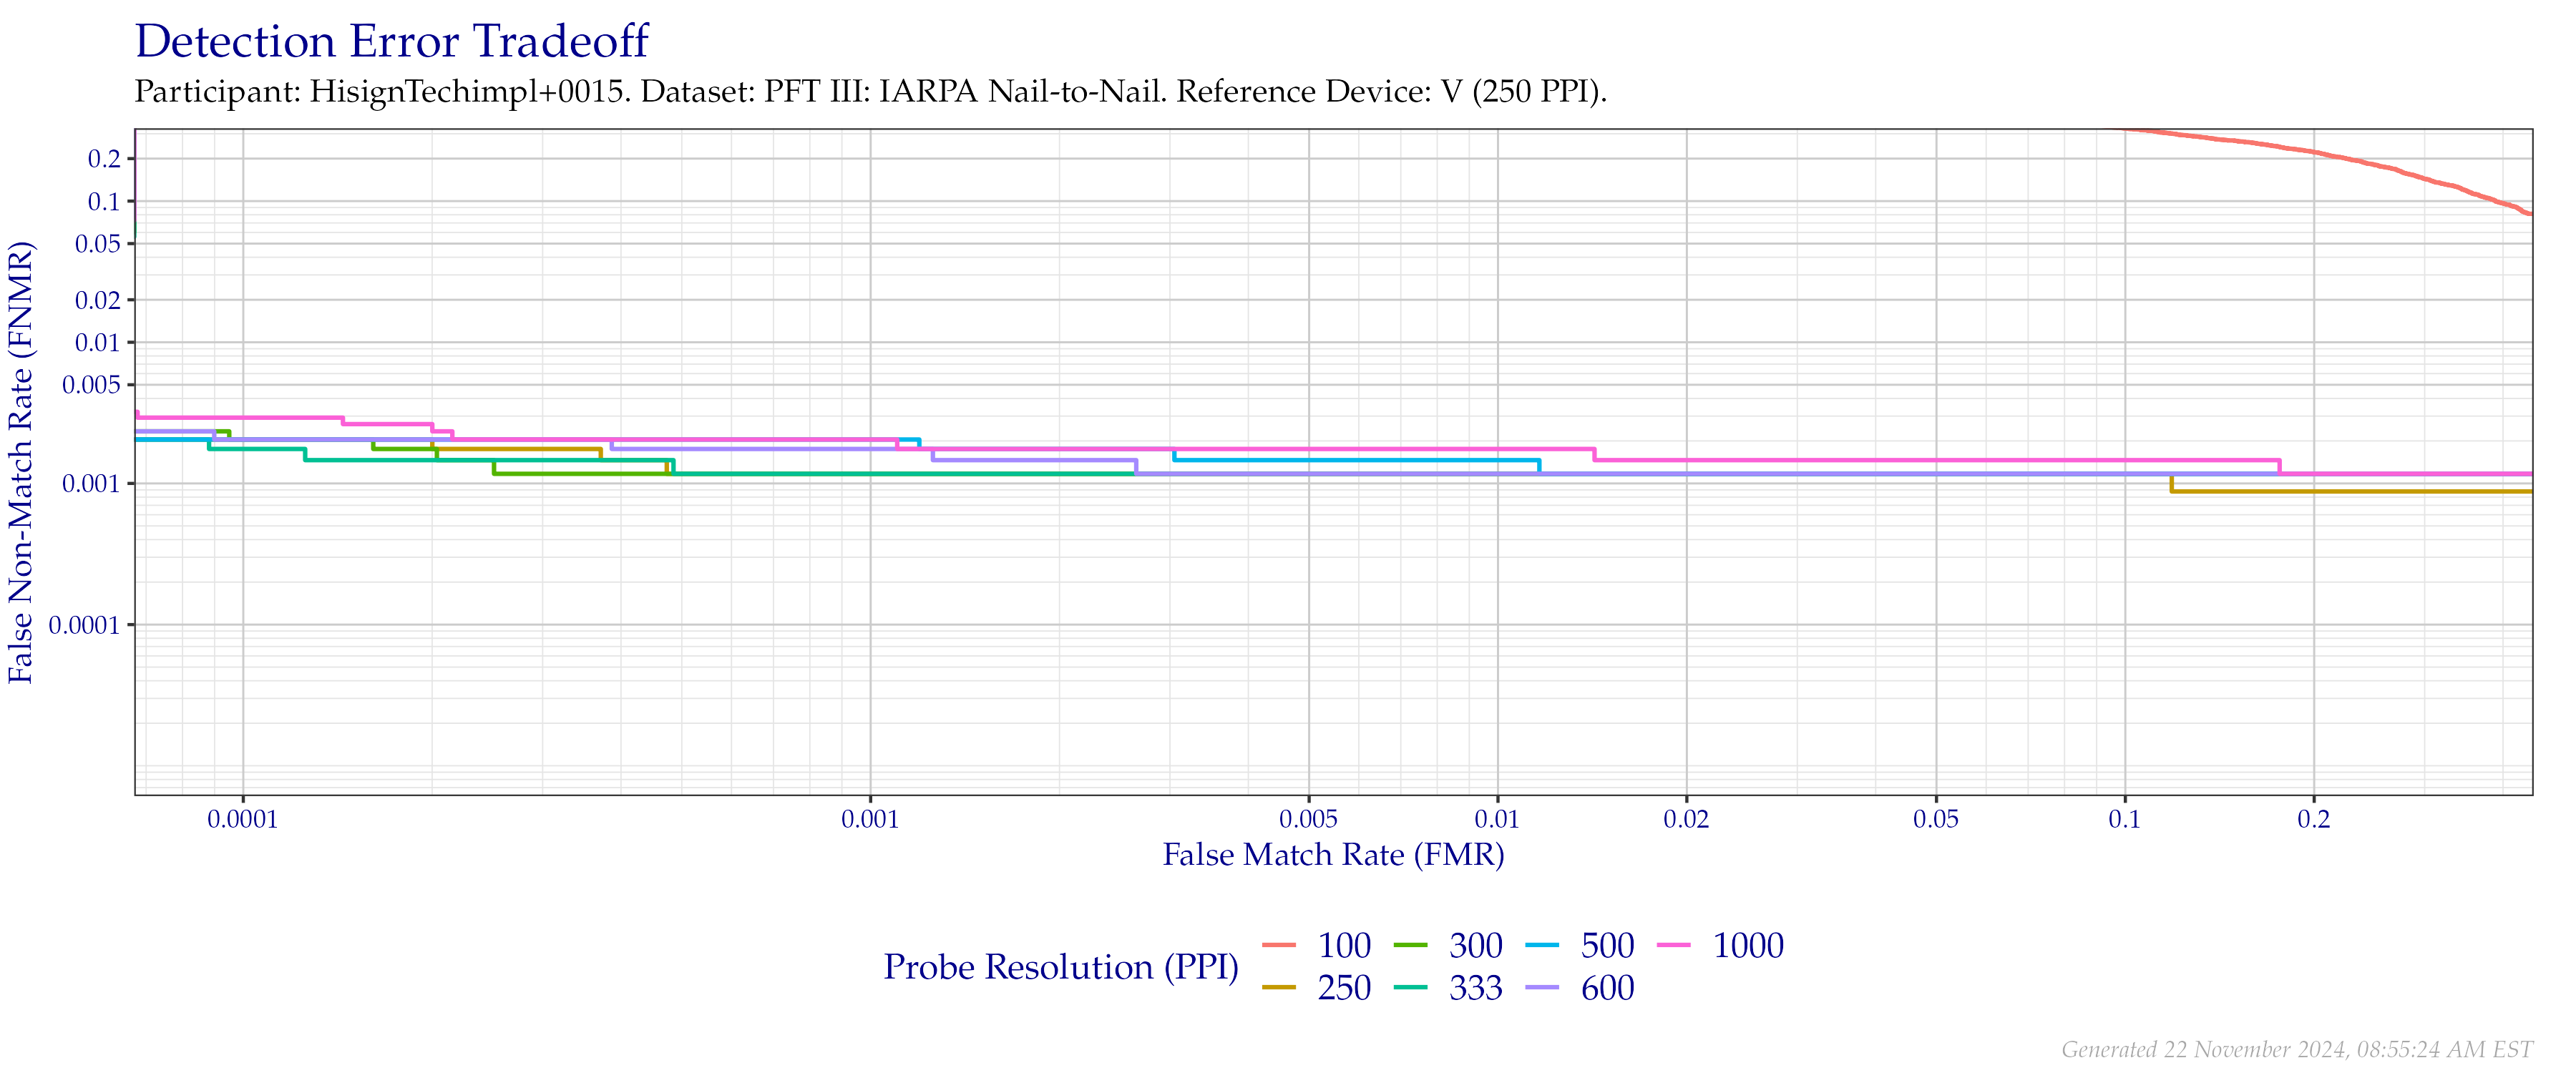 Detection Error Tradeoff
Participant: HisignTechimpl+0015. Dataset: PFT III: IARPA Nail-to-Nail. Reference Device: V (250 PPI).
False Non-Match Rate (FNMR)
0.2
0.1
0.05
0.02
0.01
0.005
0.001
0.0001
0.0001 0.001 0.005 0.01 0.02 0.05 0.1 0.2
False Match Rate (FMR)
Probe Resolution (PPI)
100 300 500 1000
250 333 600
Generated 22 November 2024, 08:55:24 AM EST